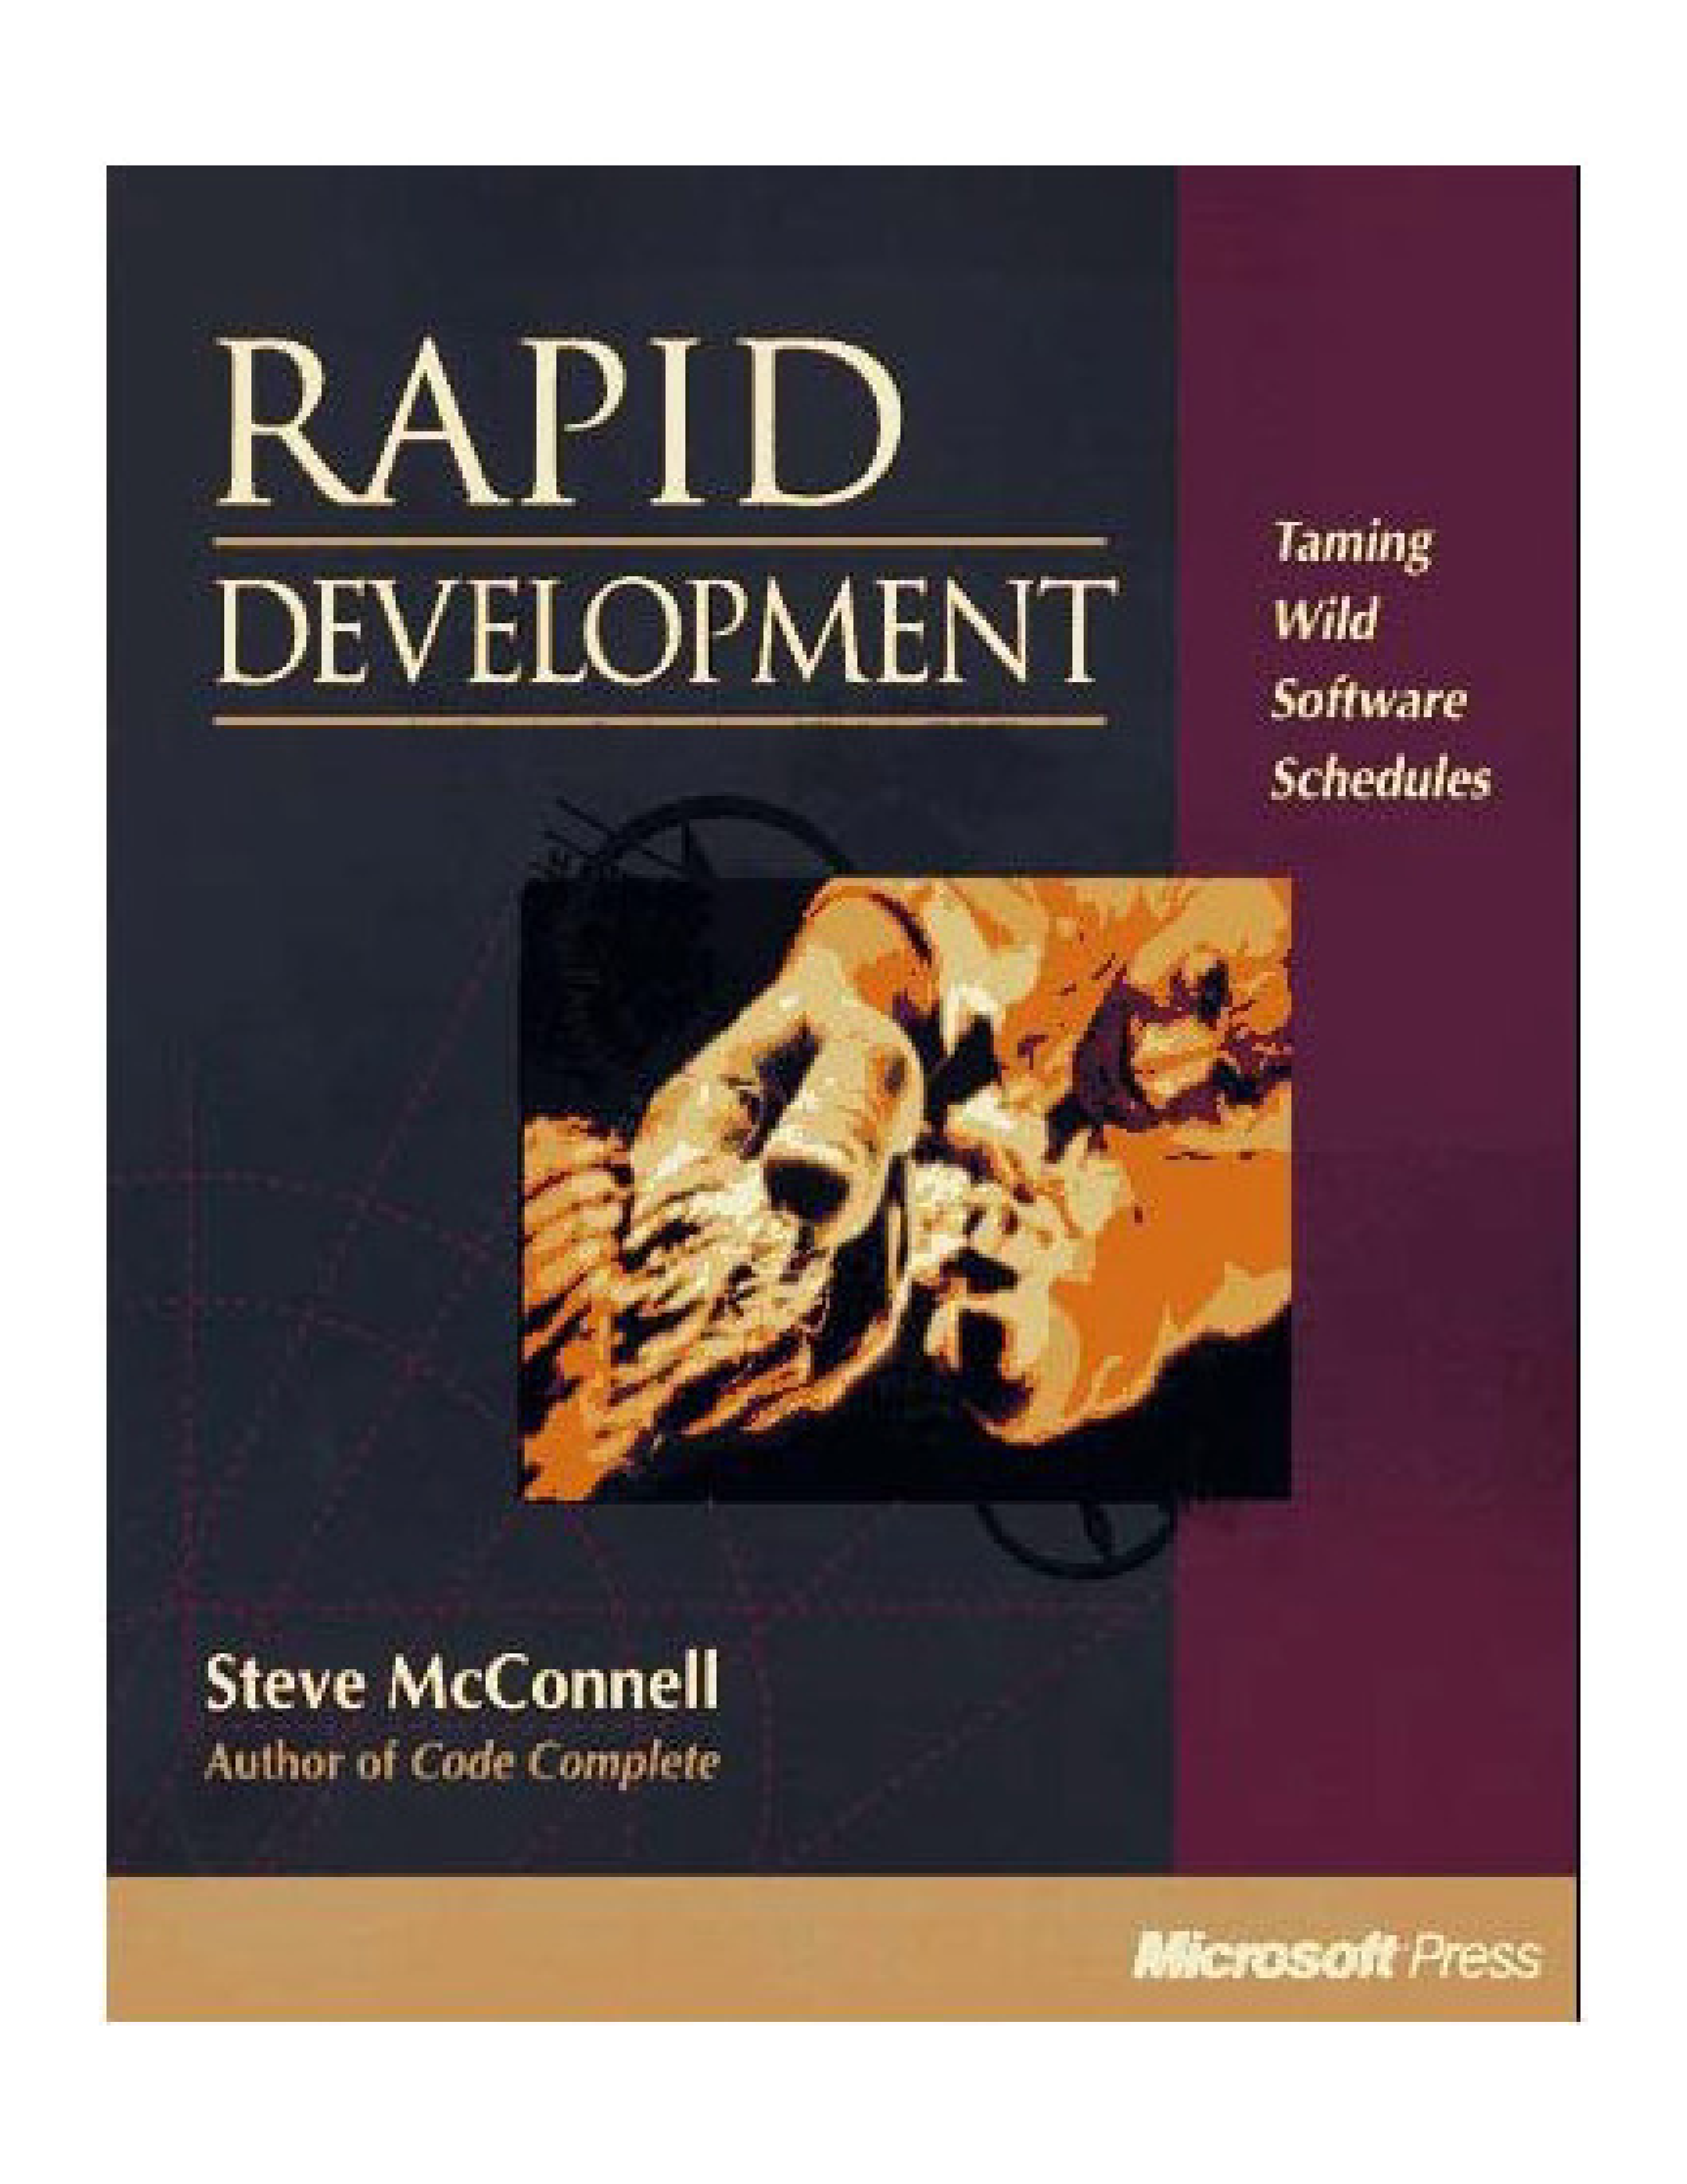 RAPID
DEVELOPMENT
Taming
Wild
Software
Schedules
Steve McConnell
Author of Code Complete
Microsoft Press